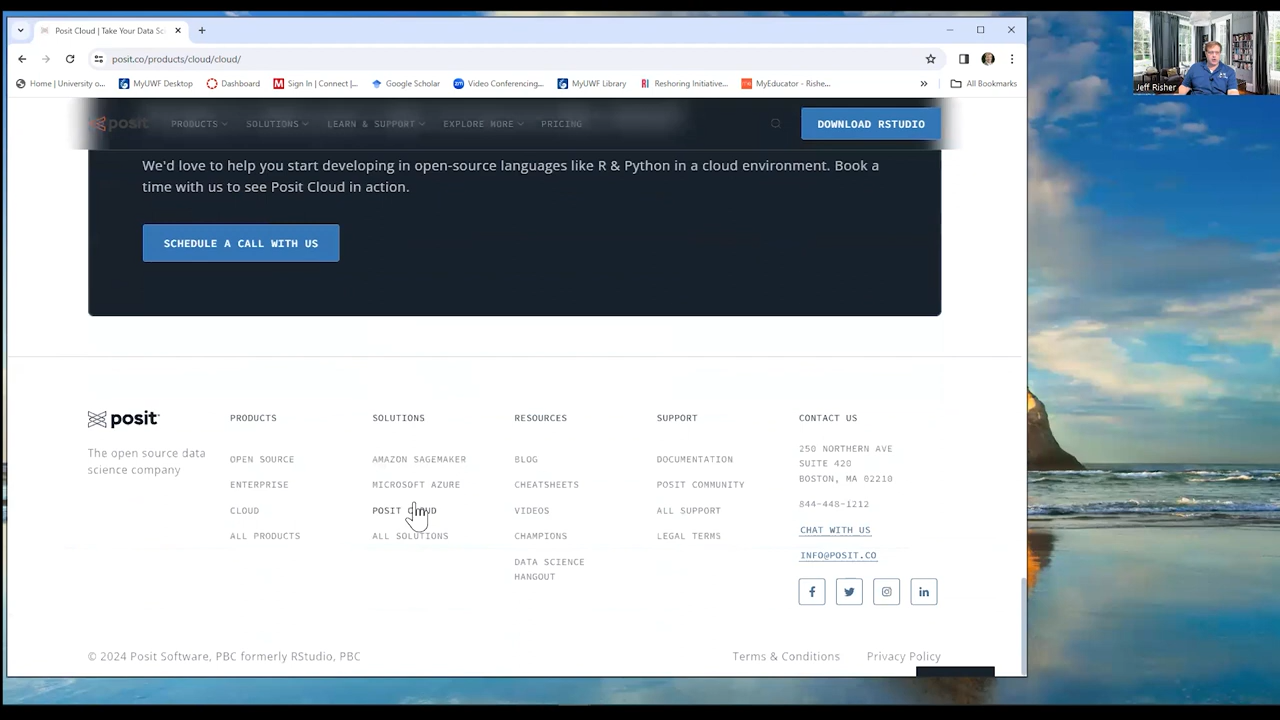 Posit Cloud | Take Your Data Sc
posit.co/products/cloud/cloud/
Home | University o... MyUWF Desktop Dashboard Sign In | Connect |... Google Scholar Video Conferencing... MyUWF Library Reshoring Initiative... MyEducator - Rishe... » All Bookmarks
posit PRODUCTS SOLUTIONS LEARN & SUPPORT EXPLORE MORE PRICING DOWNLOAD RSTUDIO
We'd love to help you start developing in open-source languages like R & Python in a cloud environment. Book a
time with us to see Posit Cloud in action.
SCHEDULE A CALL WITH US
posit
The open source data
science company
PRODUCTS
OPEN SOURCE
ENTERPRISE
CLOUD
ALL PRODUCTS
SOLUTIONS
AMAZON SAGEMAKER
MICROSOFT AZURE
POSIT CLOUD
ALL SOLUTIONS
RESOURCES
BLOG
CHEATSHEETS
VIDEOS
CHAMPIONS
DATA SCIENCE
HANGOUT
SUPPORT
DOCUMENTATION
POSIT COMMUNITY
ALL SUPPORT
LEGAL TERMS
CONTACT US
250 NORTHERN AVE
SUITE 420
BOSTON, MA 02210
844-448-1212
CHAT WITH US
INFO@POSIT.CO
© 2024 Posit Software, PBC formerly RStudio, PBC
Terms & Conditions Privacy Policy
Jeff Risher